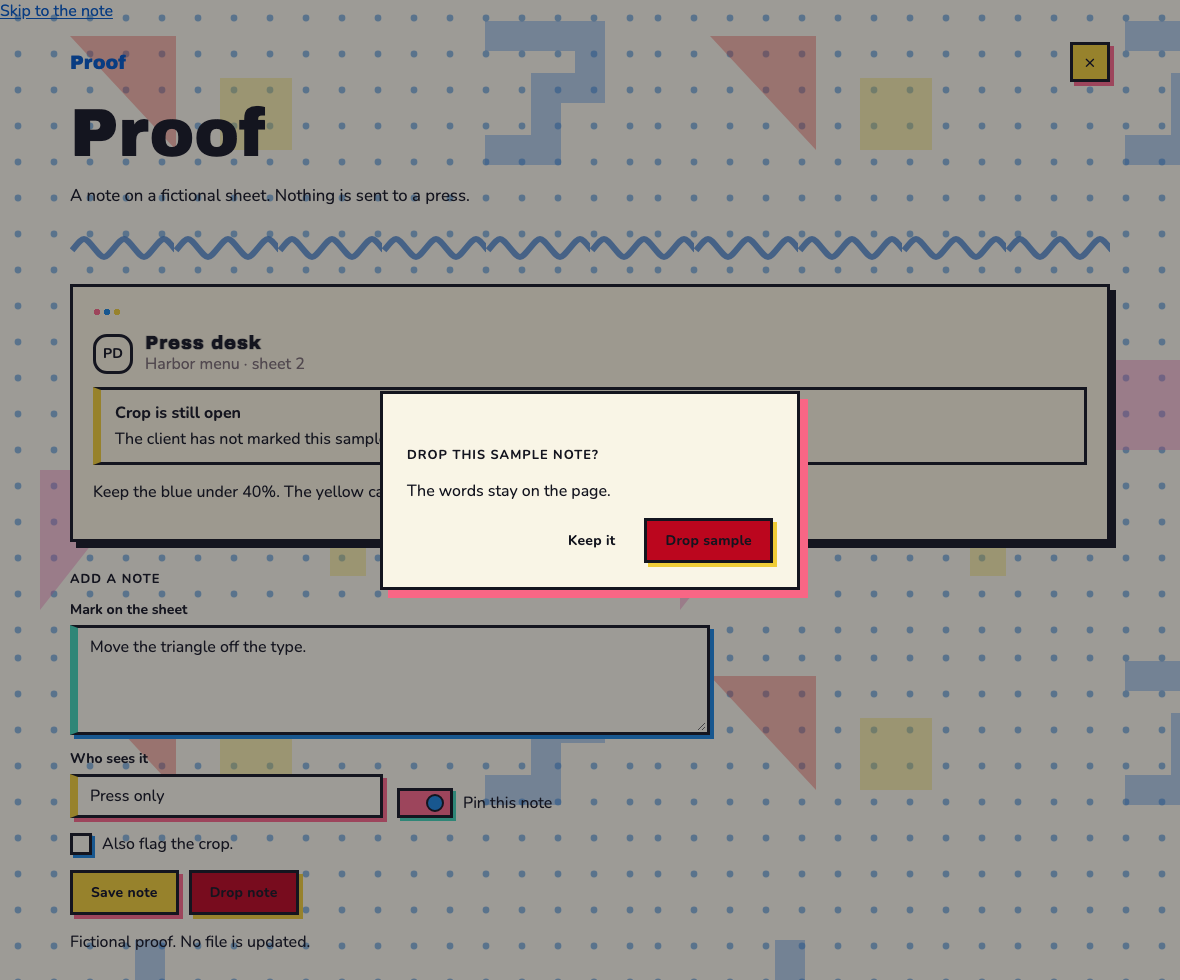 Skip to the note
Proof
×
Proof
A note on a fictional sheet. Nothing is sent to a press.
PD
Press desk
Harbor menu · sheet 2
Crop is still open
The client has not marked this sampl
Keep the blue under 40%. The yellow ca
DROP THIS SAMPLE NOTE?
The words stay on the page.
Keep it
Drop sample
ADD A NOTE
Mark on the sheet
Move the triangle off the type.
Who sees it
Press only
Pin this note
Also flag the crop.
Save note
Drop note
Fictional proof. No file is updated.